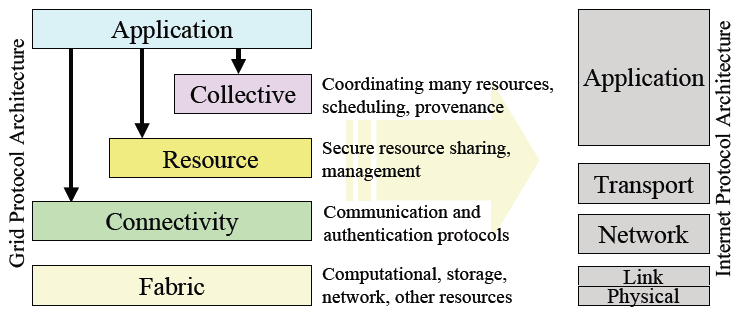 Grid Protocol Architecture
Application
Collective
Coordinating many resources,
scheduling, provenance
Resource
Secure resource sharing,
management
Connectivity
Communication and
authentication protocols
Fabric
Computational, storage,
network, other resources
Application
Transport
Network
Link
Physical
Internet Protocol Architecture